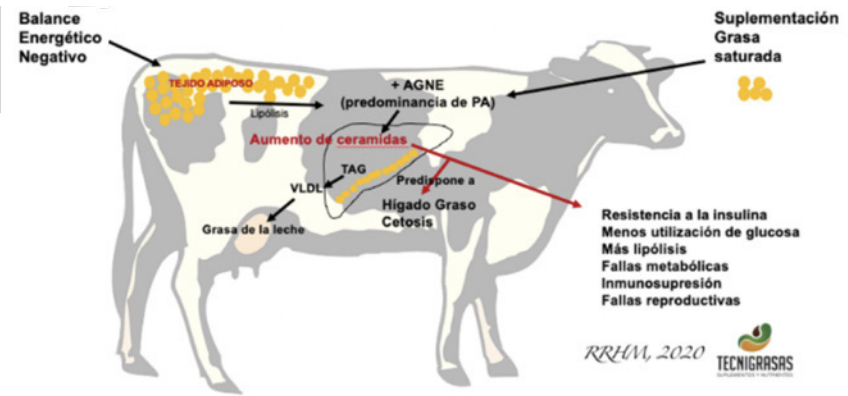 Balance
Energético
Negativo
Suplementación
Grasa
saturada
TEJIDO ADIPOSO
Lipólisis
+ AGNE
(predominancia de PA)
Aumento de ceramidas
TAG
VLDL
Predispone a
Hígado Graso
Cetosis
Grasa de la leche
Resistencia a la insulina
Menos utilización de glucosa
Más lipólisis
Fallas metabólicas
Inmunosupresión
Fallas reproductivas
RRHM, 2020
TECNIGRASAS
SUPLEMENTOS Y NUTRIENTES